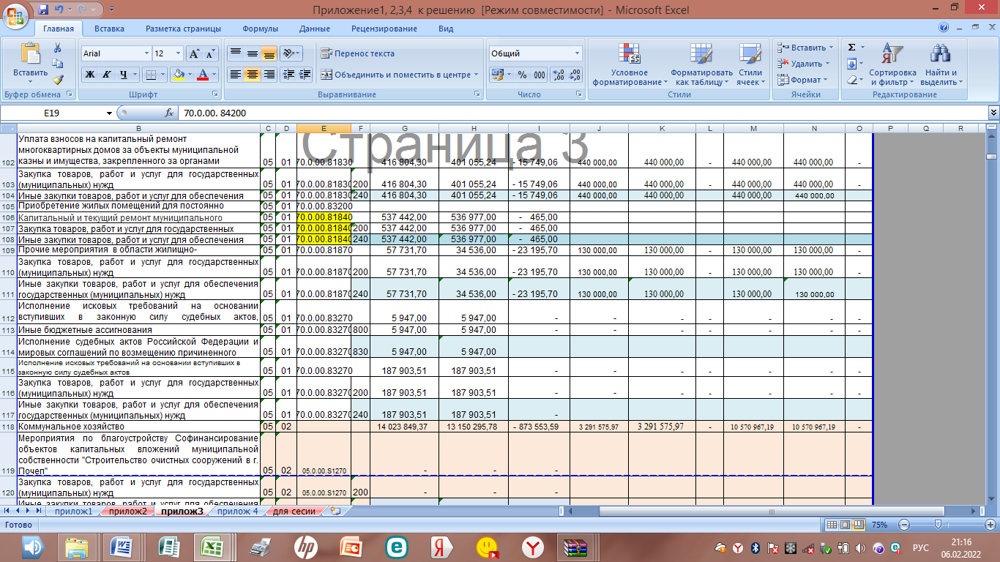 Приложение1, 2,3,4 к решению [Режим совместимости] - Microsoft Excel
Главная Вставка Разметка страницы Формулы Данные Рецензирование Вид
Arial 12 Перенос текста Общий
Вставить Ж К Ч Объединить и поместить в центре % 000
Условное форматирование Форматировать как таблицу Стили ячеек
Вставить Удалить Формат Σ Сортировка и фильтр Найти и выделить
Буфер обмена Шрифт Выравнивание Число Стили Ячейки Редактирование
E19 fx 70.0.00. 84200
B C D E F G H I J K L M N O P Q R
Страница 3
Уплата взносов на капитальный ремонт
многоквартирных домов за объекты муниципальной
102 казны и имущества, закрепленного за органами 05 01 70.0.00.81830 416 804,30 401 055,24 - 15 749,06 440 000,00 440 000,00 - 440 000,00 440 000,00 -
Закупка товаров, работ и услуг для государственных
103 (муниципальных) нужд 05 01 70.0.00.81830 200 416 804,30 401 055,24 - 15 749,06 440 000,00 440 000,00 - 440 000,00 440 000,00 -
104 Иные закупки товаров, работ и услуг для обеспечения 05 01 70.0.00.81830 240 416 804,30 401 055,24 - 15 749,06 440 000,00 440 000,00 - 440 000,00 440 000,00 -
105 Приобретение жилых помещений для постоянно 05 01 70.0.00.83200
106 Капитальный и текущий ремонт муниципального 05 01 70.0.00.81840 537 442,00 536 977,00 - 465,00
107 Закупка товаров, работ и услуг для государственных 05 01 70.0.00.81840 200 537 442,00 536 977,00 - 465,00
108 Иные закупки товаров, работ и услуг для обеспечения 05 01 70.0.00.81840 240 537 442,00 536 977,00 - 465,00
109 Прочие мероприятия в области жилищно- 05 01 70.0.00.81870 57 731,70 34 536,00 - 23 195,70 130 000,00 130 000,00 - 130 000,00 130 000,00 -
Закупка товаров, работ и услуг для государственных
110 (муниципальных) нужд 05 01 70.0.00.81870 200 57 731,70 34 536,00 - 23 195,70 130 000,00 130 000,00 - 130 000,00 130 000,00 -
Иные закупки товаров, работ и услуг для обеспечения
111 государственных (муниципальных) нужд 05 01 70.0.00.81870 240 57 731,70 34 536,00 - 23 195,70 130 000,00 130 000,00 - 130 000,00 130 000,00 -
Исполнение исковых требований на основании
112 вступивших в законную силу судебных актов, 05 01 70.0.00.83270 5 947,00 5 947,00 - - - - - - -
113 Иные бюджетные ассигнования 05 01 70.0.00.83270 800 5 947,00 5 947,00 - - - - - - -
Исполнение судебных актов Российской Федерации и
114 мировых соглашений по возмещению причиненного 05 01 70.0.00.83270 830 5 947,00 5 947,00
Исполнение исковых требований на основании вступивших в
115 законную силу судебных актов 05 01 70.0.00.83270 187 903,51 187 903,51 - - - - - - -
Закупка товаров, работ и услуг для государственных
116 (муниципальных) нужд 05 01 70.0.00.83270 200 187 903,51 187 903,51 - - - - - - -
Иные закупки товаров, работ и услуг для обеспечения
117 государственных (муниципальных) нужд 05 01 70.0.00.83270 240 187 903,51 187 903,51 -
118 Коммунальное хозяйство 05 02 14 023 849,37 13 150 295,78 - 873 553,59 3 291 575,97 3 291 575,97 - 10 570 967,19 10 570 967,19 -
Мероприятия по благоустройству Софинансирование
объектов капитальных вложений муниципальной
собственности "Строительство очистных сооружений в г.
119 Почеп" 05 02 05.0.00.S1270 - - -
Закупка товаров, работ и услуг для государственных
120 (муниципальных) нужд 05 02 05.0.00.S1270 200 - - -
Иные закупки товаров, работ и услуг для обеспечения
прилож1 прилож2 прилож3 прилож 4 для сесии
Готово 75%
РУС 21:16
06.02.2022